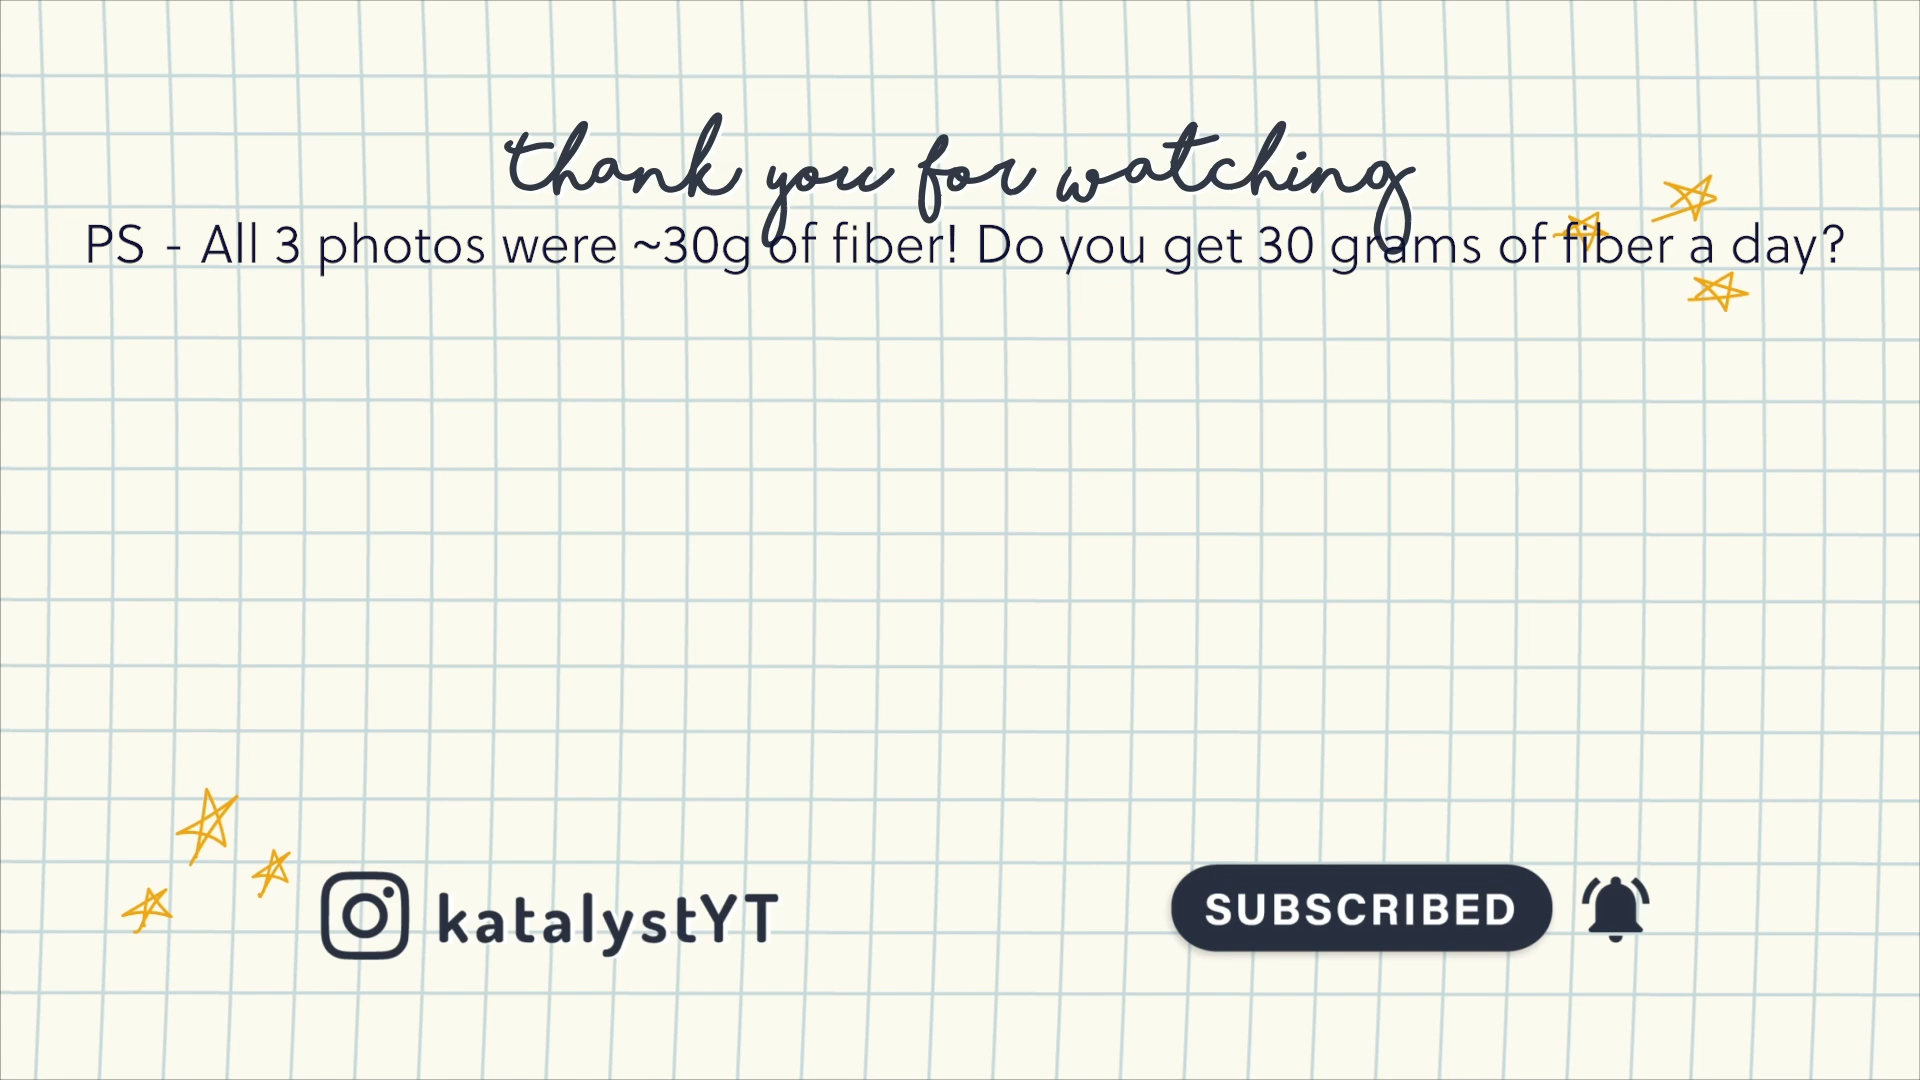 thank you for watching
PS - All 3 photos were ~30g of fiber! Do you get 30 grams of fiber a day?
katalystYT
SUBSCRIBED